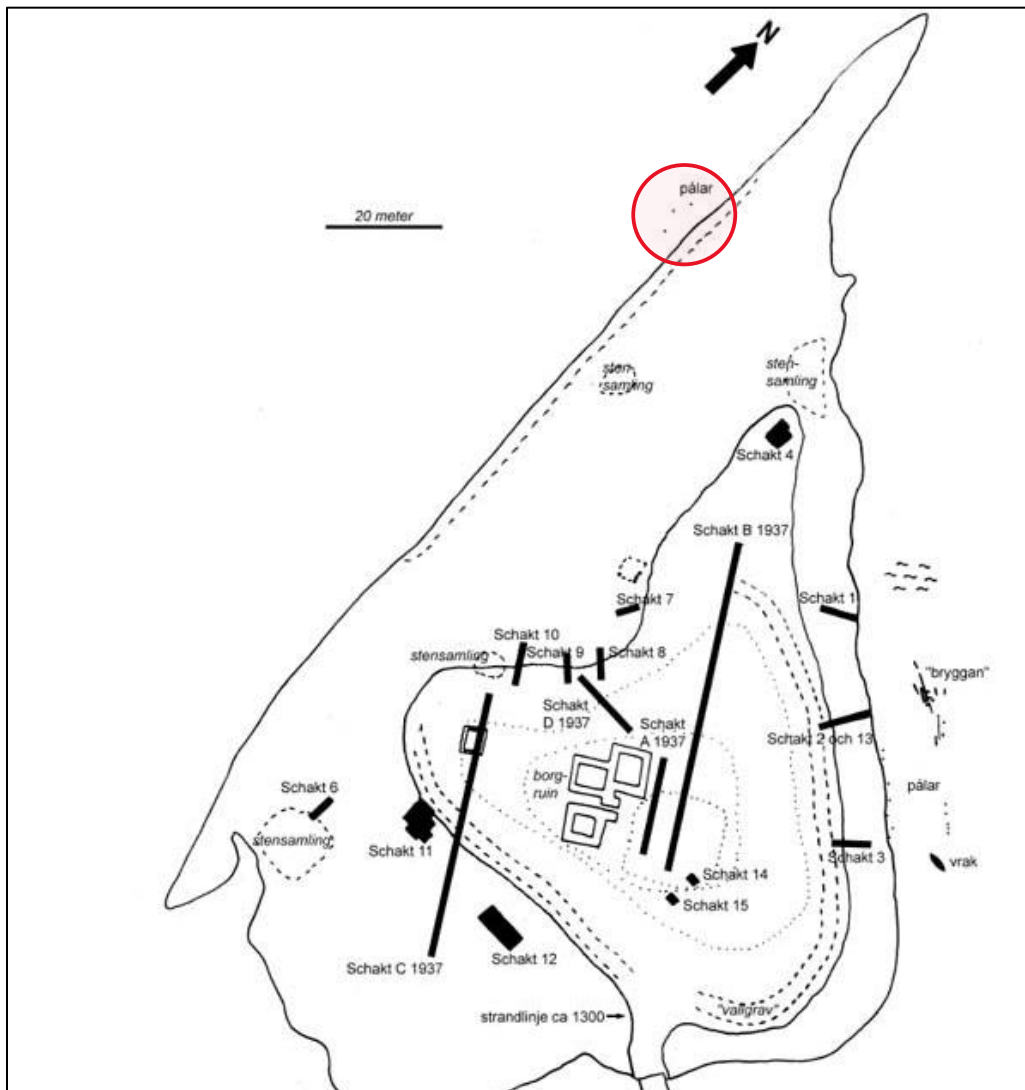 N
pålar
20 meter
sten
samling
sten-
samling
Schakt 4
Schakt B 1937
Schakt 7
Schakt 1
Schakt 10
Schakt 9
Schakt 8
stensamling
"bryggan"
Schakt
D 1937
Schakt
A 1937
Schakt 2 och 13
borg-
ruin
pålar
Schakt 6
stensamling
Schakt 11
Schakt 3
vrak
Schakt 14
Schakt 15
Schakt 12
Schakt C 1937
strandlinje ca 1300
"vallgrav"